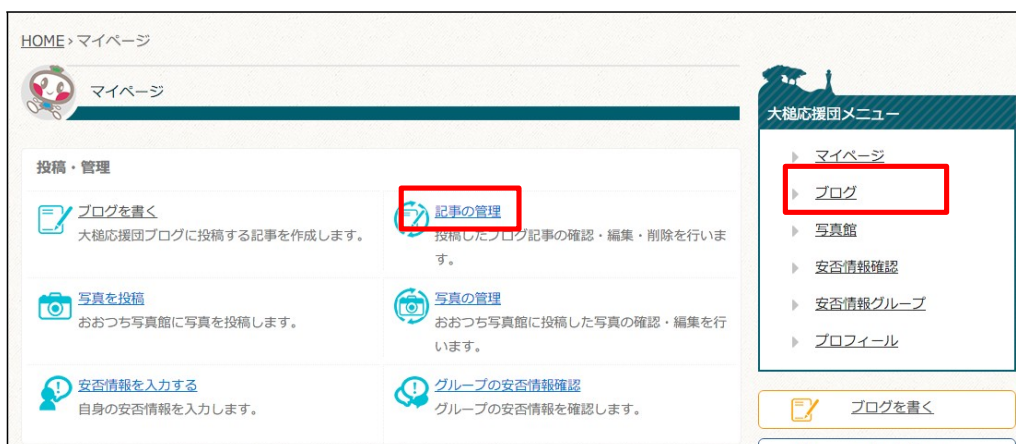 HOME›マイページ
マイページ
投稿・管理
ブログを書く
大槌応援団ブログに投稿する記事を作成します。
記事の管理
投稿したブログ記事の確認・編集・削除を行いま
す。
写真を投稿
おおつち写真館に写真を投稿します。
写真の管理
おおつち写真館に投稿した写真の確認・編集を行
います。
安否情報を入力する
自身の安否情報を入力します。
グループの安否情報確認
グループの安否情報を確認します。
大槌応援団メニュー
マイページ
ブログ
写真館
安否情報確認
安否情報グループ
プロフィール
ブログを書く